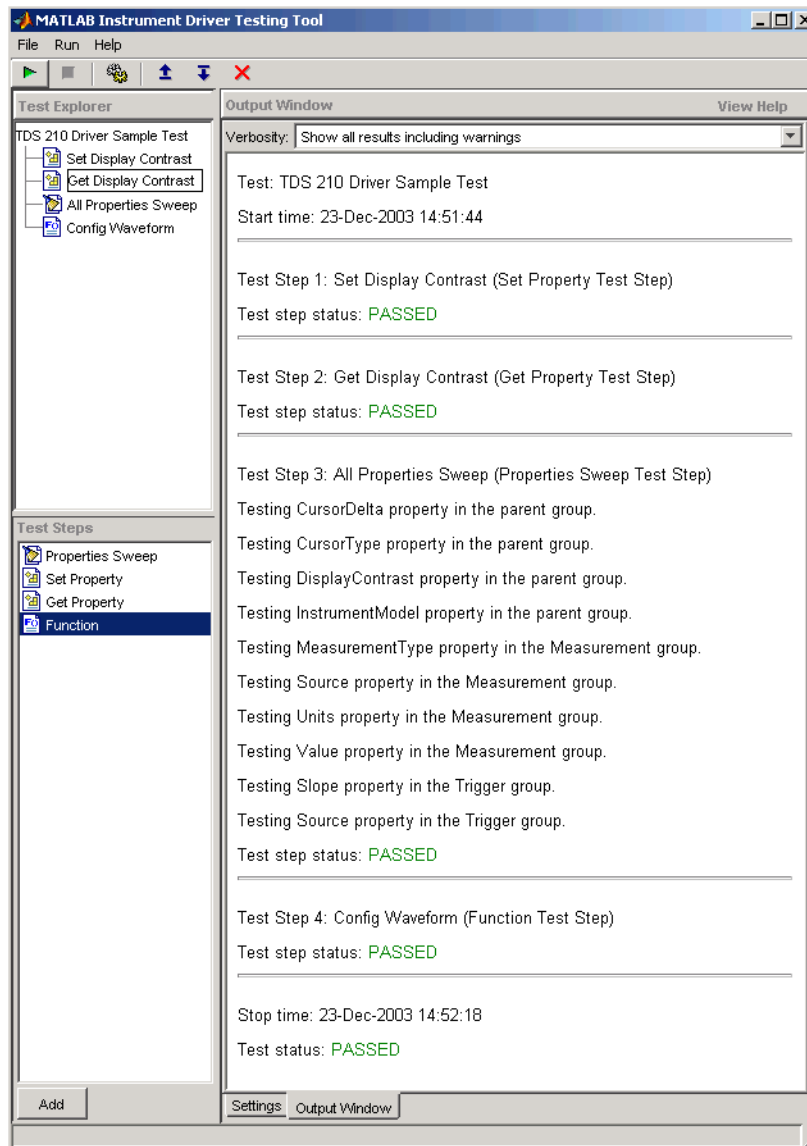 MATLAB Instrument Driver Testing Tool
File Run Help
Test Explorer
TDS 210 Driver Sample Test
Set Display Contrast
Get Display Contrast
All Properties Sweep
Config Waveform
Test Steps
Properties Sweep
Set Property
Get Property
Function
Add
Output Window View Help
Verbosity: Show all results including warnings
Test: TDS 210 Driver Sample Test
Start time: 23-Dec-2003 14:51:44
Test Step 1: Set Display Contrast (Set Property Test Step)
Test step status: PASSED
Test Step 2: Get Display Contrast (Get Property Test Step)
Test step status: PASSED
Test Step 3: All Properties Sweep (Properties Sweep Test Step)
Testing CursorDelta property in the parent group.
Testing CursorType property in the parent group.
Testing DisplayContrast property in the parent group.
Testing InstrumentModel property in the parent group.
Testing MeasurementType property in the Measurement group.
Testing Source property in the Measurement group.
Testing Units property in the Measurement group.
Testing Value property in the Measurement group.
Testing Slope property in the Trigger group.
Testing Source property in the Trigger group.
Test step status: PASSED
Test Step 4: Config Waveform (Function Test Step)
Test step status: PASSED
Stop time: 23-Dec-2003 14:52:18
Test status: PASSED
Settings Output Window